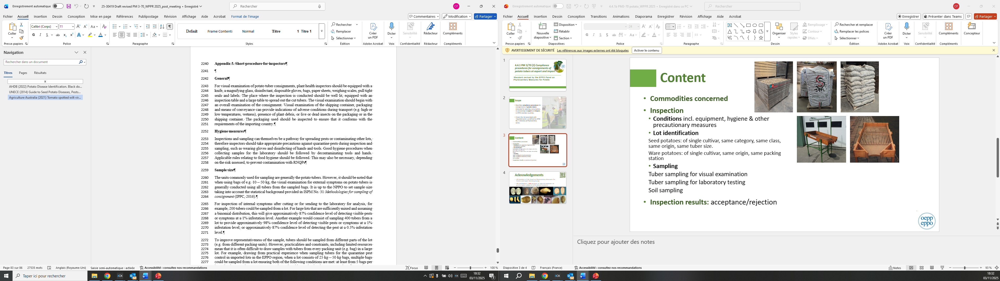 Enregistrement automatique
25-30419 Draft revised PM 3-70_WPPR 2025_post_meeting • Enregistré
Rechercher
CP
Fichier Accueil Insertion Dessin Conception Mise en page Références Publipostage Révision Affichage Aide Acrobat Format de l'image
Commentaires Modification Partager
Coller
Calibri (Corps) 11
Default Frame Contents Normal Titre 1 Titre 1
Rechercher
Remplacer
Sélectionner
Créer un PDF
Dicter
Sensibilité
Rédacteur
Compléments
Presse-papiers Police Paragraphe Styles Édition Adobe Acrobat Voix Confidentialité Rédacteur Compléments
Navigation
Rechercher dans un document
Titres Pages Résultats
AHDB (2022) Potato Disease Identification. Black do...
UNECE (2014) Guide to Seed Potato Diseases, Pests...
Agriculture Australia (2021) Tomato spotted wilt vir...
2240 Appendix 3. Short procedure for inspectors¶
2241 ¶
2242 General¶
2243 For visual examination of potato tuber consignments, plant health inspectors should be equipped with a
2244 knife, a magnifying glass, disinfectant, disposable gloves, bags, paper sheets, weighing scales, pull tight
2245 seals and labels. The place where the inspection is conducted should be well lit, equipped with an
2246 inspection table and a large table to spread out the cut tubers. The visual examination should begin with
2247 an overall examination of the consignment. Visual examination of the shipping container, packaging
2248 and means of conveyance can provide indications of adverse conditions during transport (e.g. high or
2249 low temperatures, wetness), presence of plant debris, or live or dead insects on the packaging or in the
2250 shipping container. The packaging used should be inspected to ensure that it conforms with the
2251 requirements of the importing country.¶
2252 Hygiene measures¶
2253 Inspections and sampling can themselves be a pathway for spreading pests or contaminating other lots,
2254 therefore inspectors should take appropriate precautions against quarantine pests during inspection and
2255 sampling, such as wearing gloves and disinfecting of hands and tools. Good hygiene procedures when
2256 collecting samples for the laboratory should be followed by decontaminating tools and hands.
2257 Applicable rules relating to food hygiene should be followed. This may also be necessary, depending
2258 on the risk assessed, to prevent contamination with RNQPs¶
2259 Sample size¶
2260 The units commonly used for sampling are generally the potato tubers. However, it should be noted that
2261 when using bags of e.g. 10 – 50 kg, the visual examination for external symptoms on potato tubers is
2262 generally conducted using all tubers from the sampled bags. It is up to the NPPO to set sample size
2263 taking into account the statistical background provided in ISPM No. 31 Methodologies for sampling of
2264 consignment (IPPC, 2016).¶
2265 For inspection of internal symptoms after cutting or for sending to the laboratory for analysis, for
2266 example, 200 tubers could be sampled from a lot. For large lots that are sufficiently mixed and assuming
2267 a binomial distribution, this will give approximately 87% confidence level of detecting visible pests
2268 or symptoms at a 1% infestation level. Another example would consist of sampling 400 tubers from a
2269 lot to provide approximately 98% confidence level of detecting visible pests or symptoms at a 1%
2270 infestation level; or approximately 87% confidence level of detecting the pest at a 0.5% infestation
2271 level.¶
2272 To improve representativeness of the sample, tubers should be sampled from different parts of the lot
2273 (e.g. from different packing units). However, practicalities and constraints, including limited resources
2274 mean that it is often difficult to draw samples with tubers from every packing unit (e.g. bag) in a large
2275 lot. For example, drawing from practical experience when sampling tubers for the quarantine pest
2276 control in imported lots in the EPPO region, when a lot consists of 25 kg – 50 kg bags, multiple bags
2277 could be sampled from a lot ensuring both of the following conditions are met: at least from 5 bags per
Page 83 sur 86 27535 mots Anglais (Royaume-Uni) Saisie semi-automatique : activée Accessibilité : consultez nos recommandations Focus 100 %
Taper ici pour rechercher
18:32
03/11/2025
Enregistrement automatique
4.4.1b PM3-70 potato_WPPR 2025 • Enregistré dans ce PC
Rechercher
CP
Fichier Accueil Insertion Dessin Conception Transitions Animations Diaporama Enregistrer Révision Affichage Aide Acrobat
Enregistrer Présenter dans Teams Partager
Coller
Nouvelle diapositive
Disposition
Rétablir
Section
24
Organiser
Styles rapides
Remplissage
Contour
Effets
Rechercher et remplacer
Remplacer les polices
Sélectionner
Créer un PDF
Dicter
Sensibilité
Compléments
Concepteur
Presse-papiers Diapositives Police Paragraphe Dessin Édition Adobe Acrobat Voix Confidentialité Compléments
AVERTISSEMENT DE SÉCURITÉ Les références aux images externes ont été bloquées Activer le contenu
1
4.4.1 PM 3/70 (2) Compliance
procedures for consignments of
potato tubers at export and import
Standard revised by the EPPO Panel on
Phytosanitary Measures for Potato
2
Scope
3
Content
4
Acknowledgements
Content
• Commodities concerned
• Inspection
• Conditions incl. equipment, hygiene & other
precautionary measures
• Lot identification
Seed potatoes: of single cultivar, same category, same class,
same origin, same tuber size.
Ware potatoes: of single cultivar, same origin, same packing
station
• Sampling
Tuber sampling for visual examination
Tuber sampling for laboratory testing
Soil sampling
• Inspection results: acceptance/rejection
oepp
eppo
Cliquez pour ajouter des notes
Diapositive 3 de 4 Français (France) Accessibilité : consultez nos recommandations Notes 93 %
18:32
03/11/2025